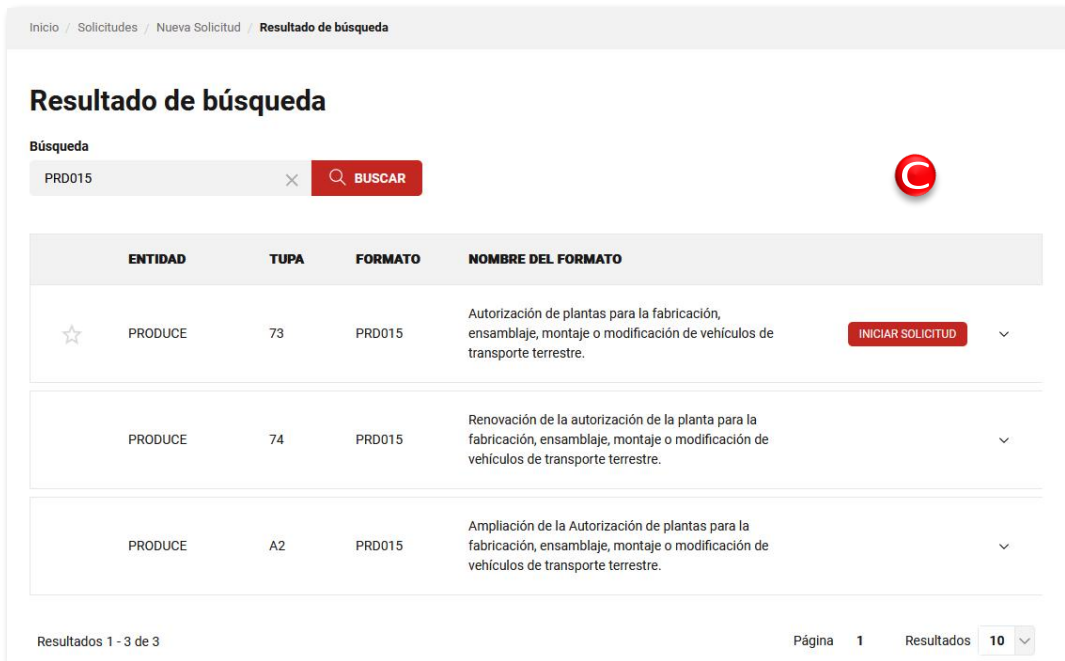 Inicio / Solicitudes / Nueva Solicitud / Resultado de búsqueda
Resultado de búsqueda
Búsqueda
PRD015
BUSCAR
C
ENTIDAD TUPA FORMATO NOMBRE DEL FORMATO
Autorización de plantas para la fabricación,
PRODUCE 73 PRD015 ensamblaje, montaje o modificación de vehículos de INICIAR SOLICITUD
transporte terrestre.
Renovación de la autorización de la planta para la
PRODUCE 74 PRD015 fabricación, ensamblaje, montaje o modificación de
vehículos de transporte terrestre.
Ampliación de la Autorización de plantas para la
PRODUCE A2 PRD015 fabricación, ensamblaje, montaje o modificación de
vehículos de transporte terrestre.
Resultados 1 - 3 de 3 Página 1 Resultados 10